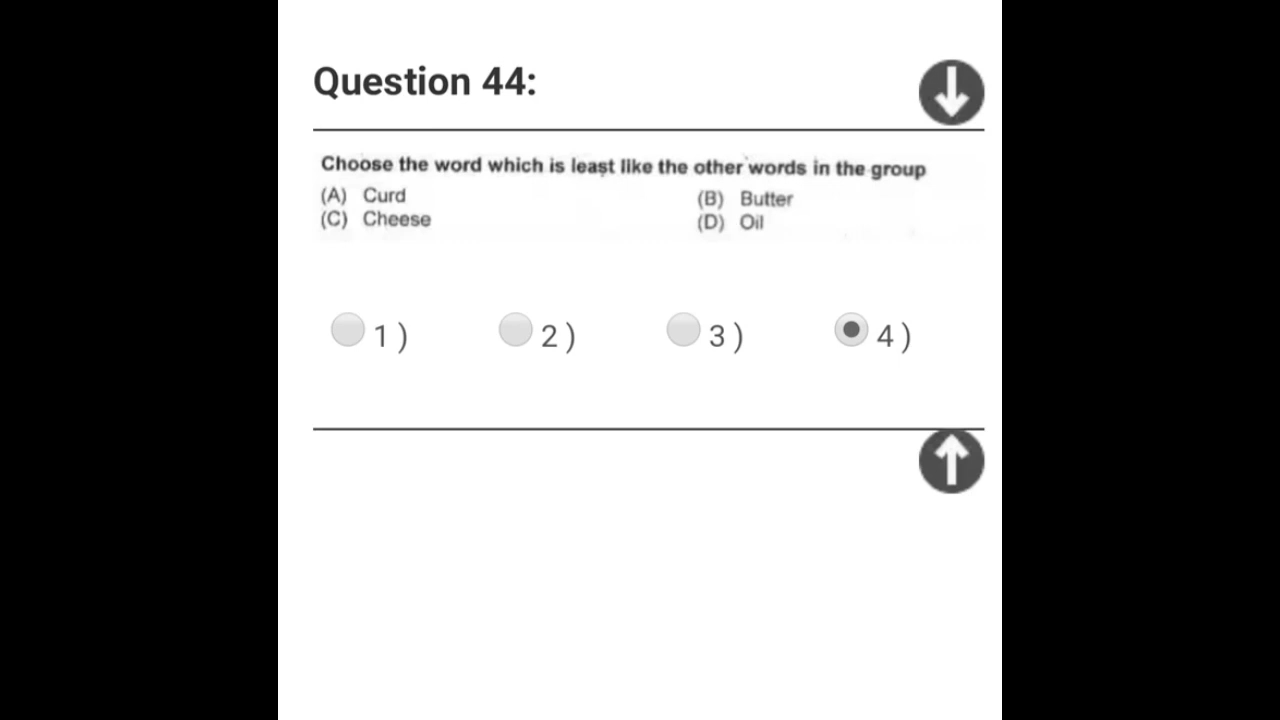 Question 44:
Choose the word which is least like the other words in the group
(A) Curd (B) Butter
(C) Cheese (D) Oil
1 ) 2 ) 3 ) 4 )